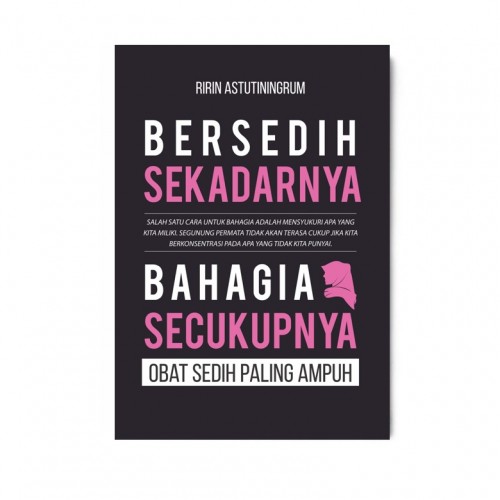 RIRIN ASTUTININGRUM
BERSEDIH
SEKADARNYA
SALAH SATU CARA UNTUK BAHAGIA ADALAH MENSYUKURI APA YANG
KITA MILIKI. SEGUNUNG PERMATA TIDAK AKAN TERASA CUKUP JIKA KITA
BERKONSENTRASI PADA APA YANG TIDAK KITA PUNYAI.
BAHAGIA
SECUKUPNYA
OBAT SEDIH PALING AMPUH